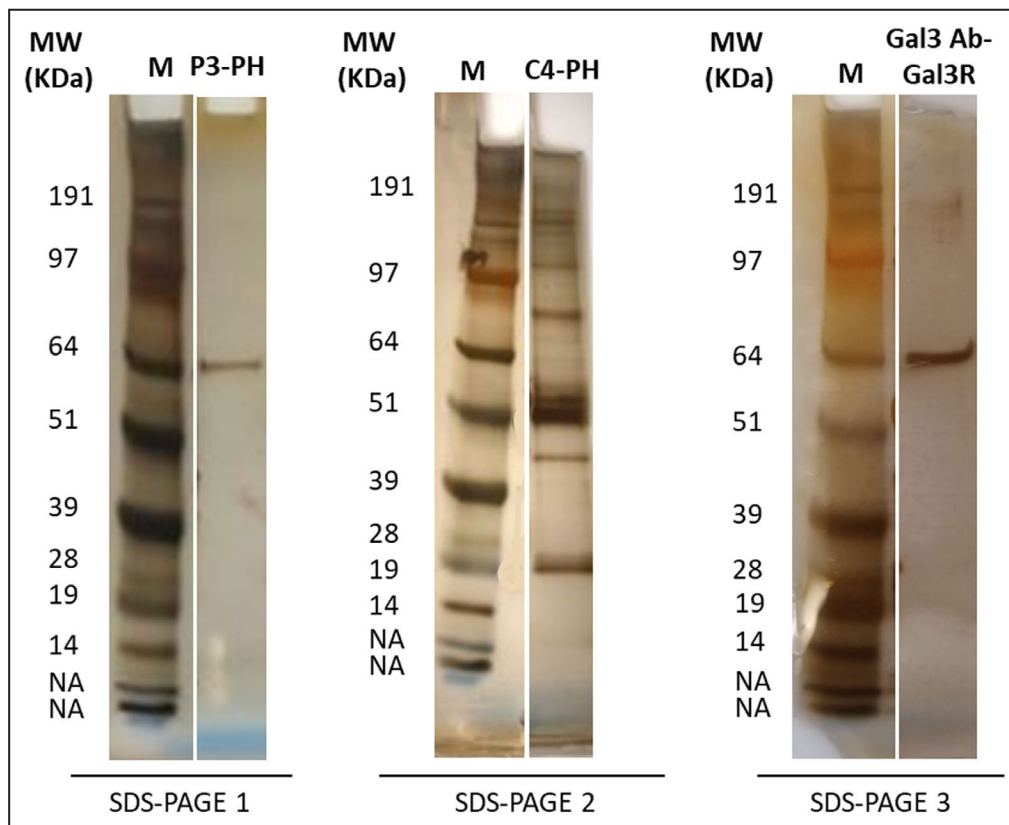 MW
(KDa)
M P3-PH
191
97
64
51
39
28
19
14
NA
NA
SDS-PAGE 1
MW
(KDa)
M C4-PH
191
97
64
51
39
28
19
14
NA
NA
SDS-PAGE 2
MW
(KDa)
M
Gal3 Ab-
Gal3R
191
97
64
51
39
28
19
14
NA
NA
SDS-PAGE 3